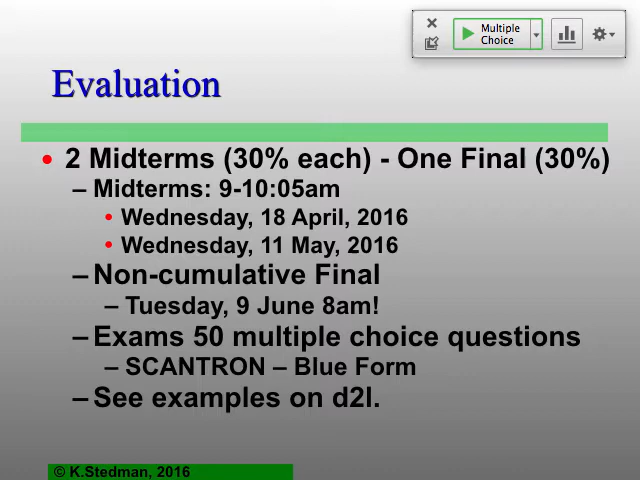 Multiple
Choice
Evaluation
• 2 Midterms (30% each) - One Final (30%)
– Midterms: 9-10:05am
• Wednesday, 18 April, 2016
• Wednesday, 11 May, 2016
– Non-cumulative Final
– Tuesday, 9 June 8am!
– Exams 50 multiple choice questions
– SCANTRON – Blue Form
– See examples on d2l.
© K.Stedman, 2016